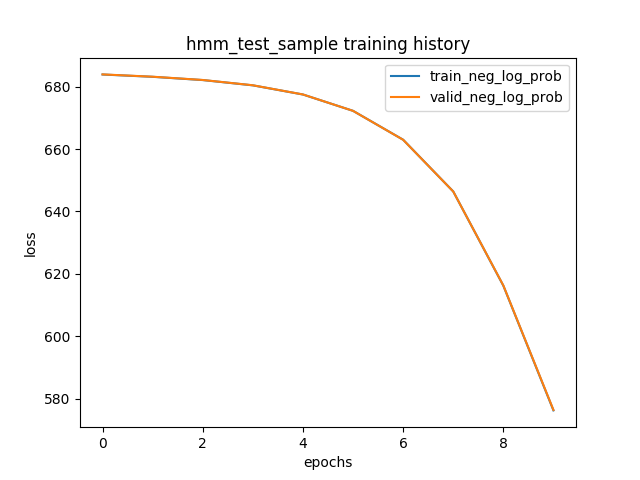 hmm_test_sample training history
train_neg_log_prob
valid_neg_log_prob
loss
680
660
640
620
600
580
0 2 4 6 8
epochs